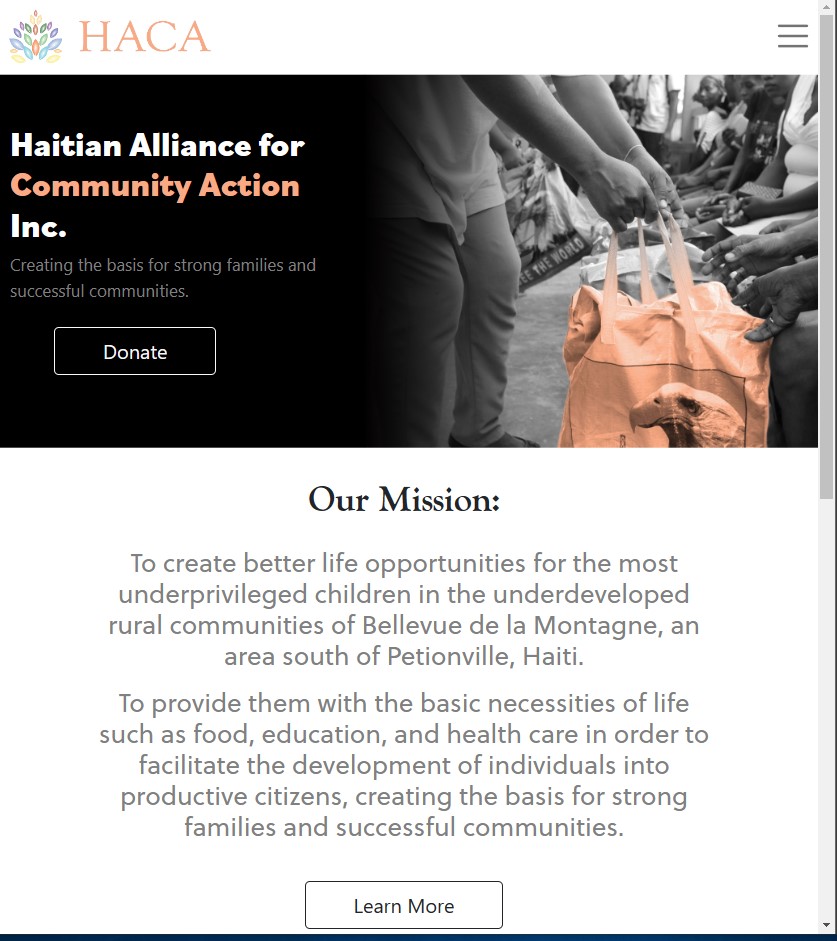 HACA
Haitian Alliance for
Community Action
Inc.
Creating the basis for strong families and
successful communities.
Donate
EE THE WORLD
Our Mission:
To create better life opportunities for the most
underprivileged children in the underdeveloped
rural communities of Bellevue de la Montagne, an
area south of Petionville, Haiti.
To provide them with the basic necessities of life
such as food, education, and health care in order to
facilitate the development of individuals into
productive citizens, creating the basis for strong
families and successful communities.
Learn More